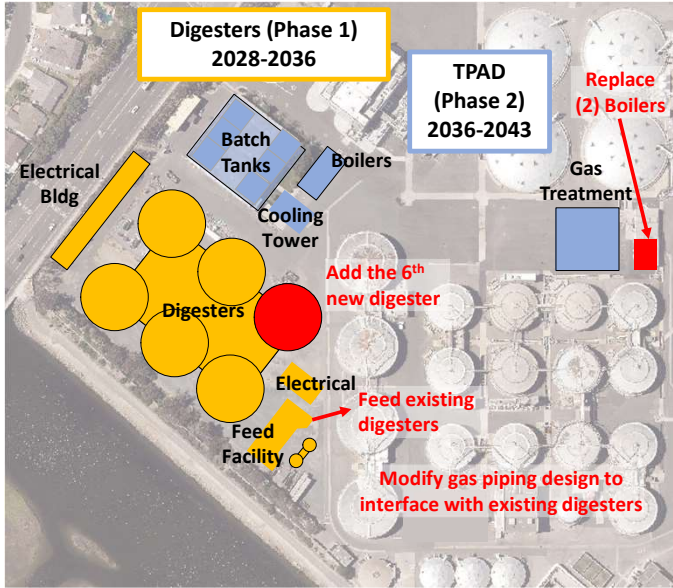 Digesters (Phase 1)
2028-2036
TPAD
(Phase 2)
2036-2043
Replace
(2) Boilers
Batch
Tanks
Boilers
Electrical
Bldg
Gas
Treatment
Cooling
Tower
Add the 6th
new digester
Digesters
Electrical
Feed existing
digesters
Feed
Facility
Modify gas piping design to
interface with existing digesters